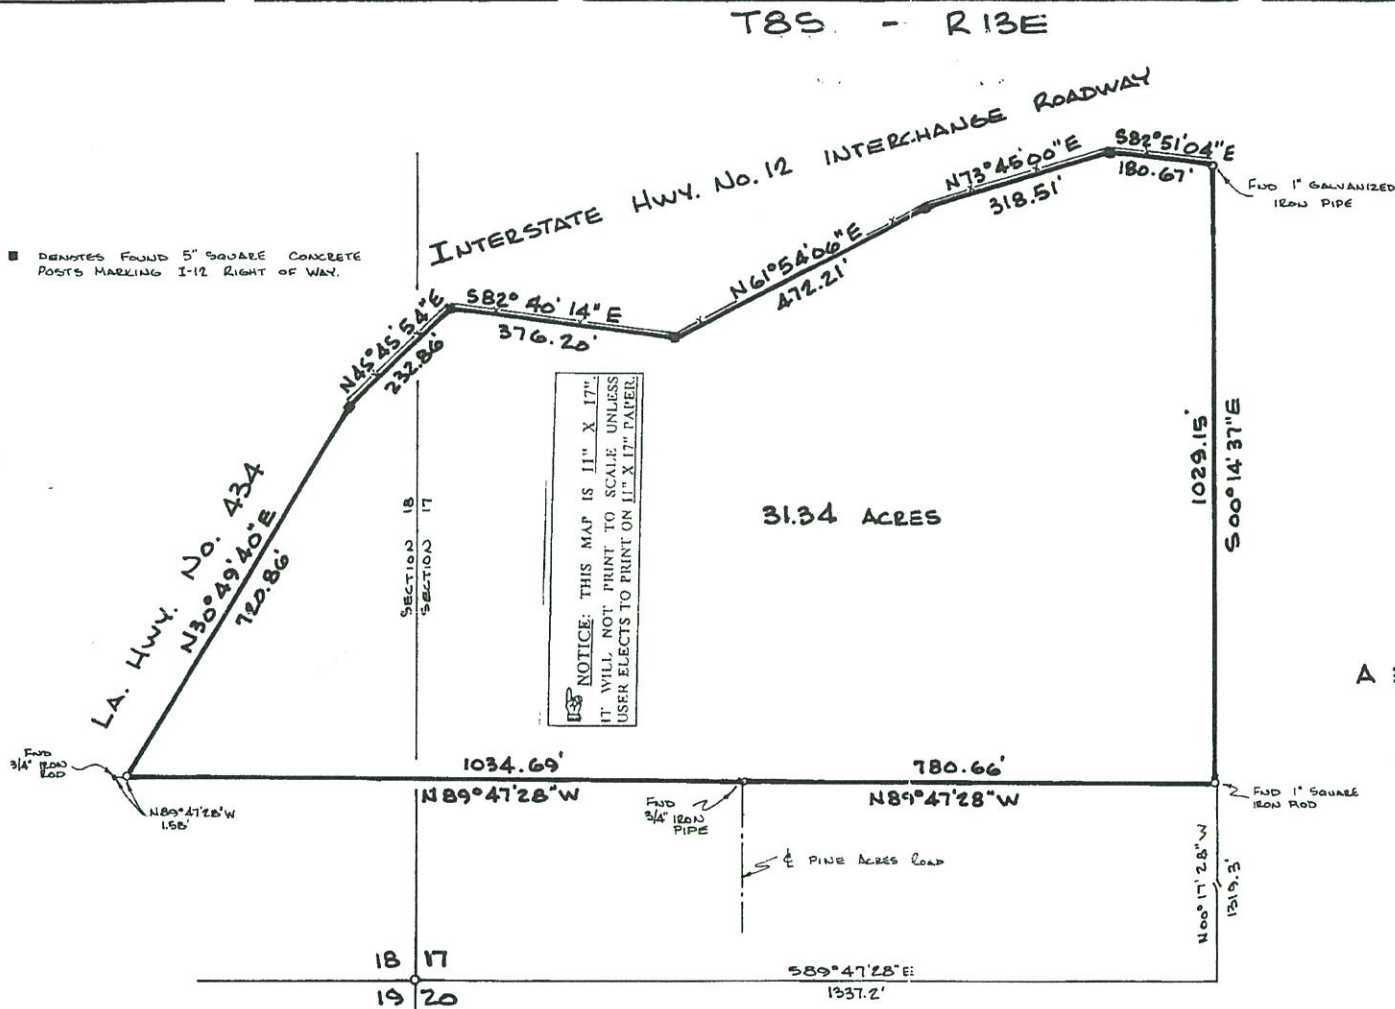 T8S - R13E
INTERSTATE HWY. NO. 12 INTERCHANGE ROADWAY
S82°51'04"E
180.67'
FND 1" GALVANIZED
IRON PIPE
N73°45'00"E
318.51'
N61°54'06"E
472.21'
■ DENOTES FOUND 5" SQUARE CONCRETE
POSTS MARKING I-12 RIGHT OF WAY.
N45°45'54"E
232.86'
S82°40'14"E
376.20'
NOTICE: THIS MAP IS 11" X 17".
IT WILL NOT PRINT TO SCALE UNLESS
USER ELECTS TO PRINT ON 11" X 17" PAPER.
31.34 ACRES
1029.15'
S00°14'37"E
LA. HWY. NO. 434
N30°49'40"E
720.86'
SECTION 18
SECTION 17
A
FND
3/4" IRON
ROD
N89°47'28"W
1.58'
1034.69'
N89°47'28"W
FND
3/4" IRON
PIPE
780.66'
N89°47'28"W
FND 1" SQUARE
IRON ROD
℄ PINE ACRES ROAD
N00°17'28"W
1319.3'
18 17
19 20
S89°47'28"E
1337.2'